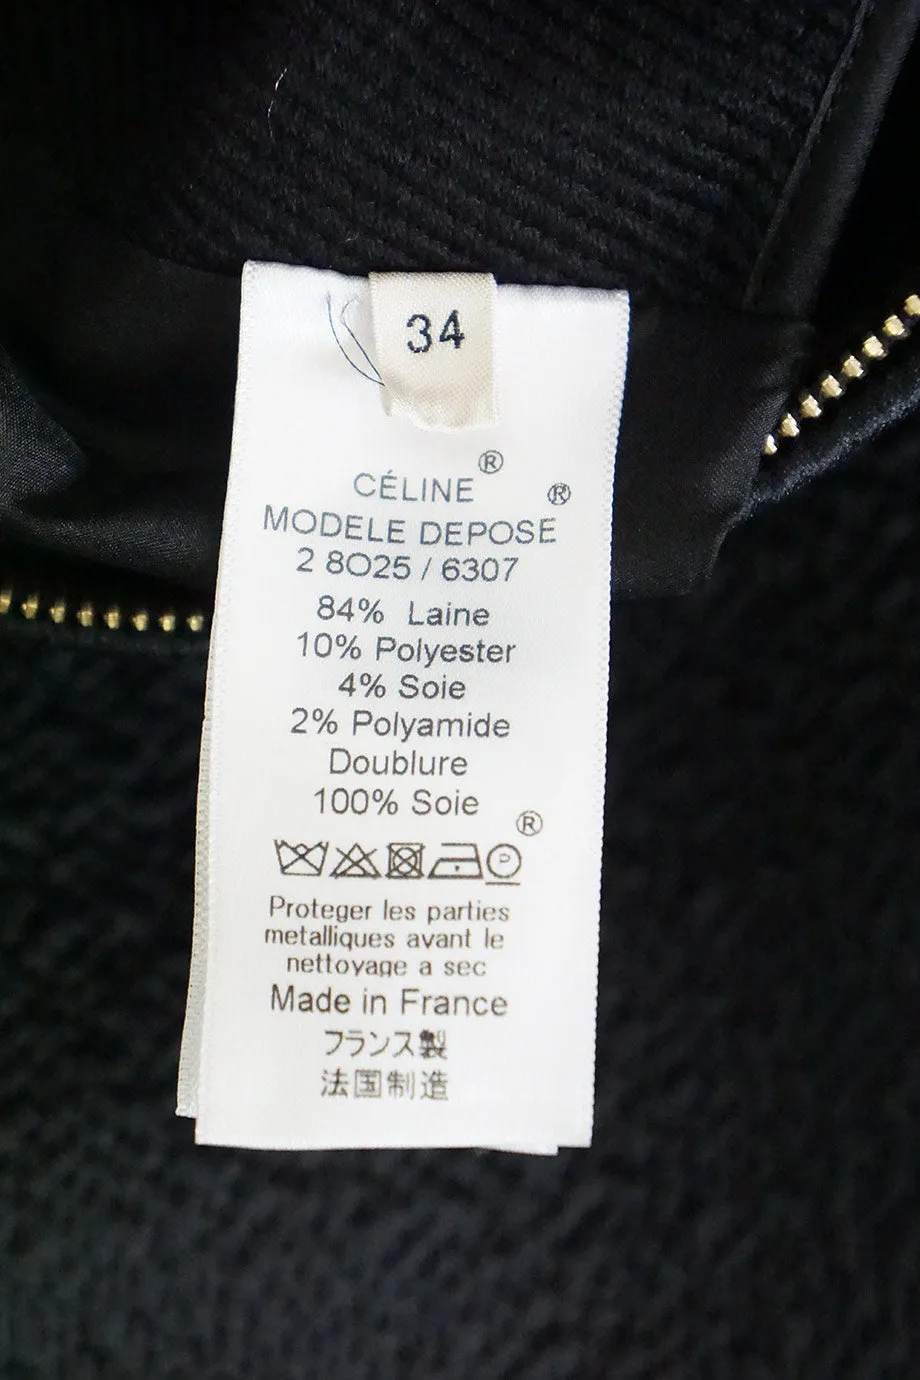 34
CÉLINE®
MODELE DEPOSE®
2 8025 / 6307
84% Laine
10% Polyester
4% Soie
2% Polyamide
Doublure
100% Soie
®
P
Proteger les parties
metalliques avant le
nettoyage a sec
Made in France
フランス製
法国制造